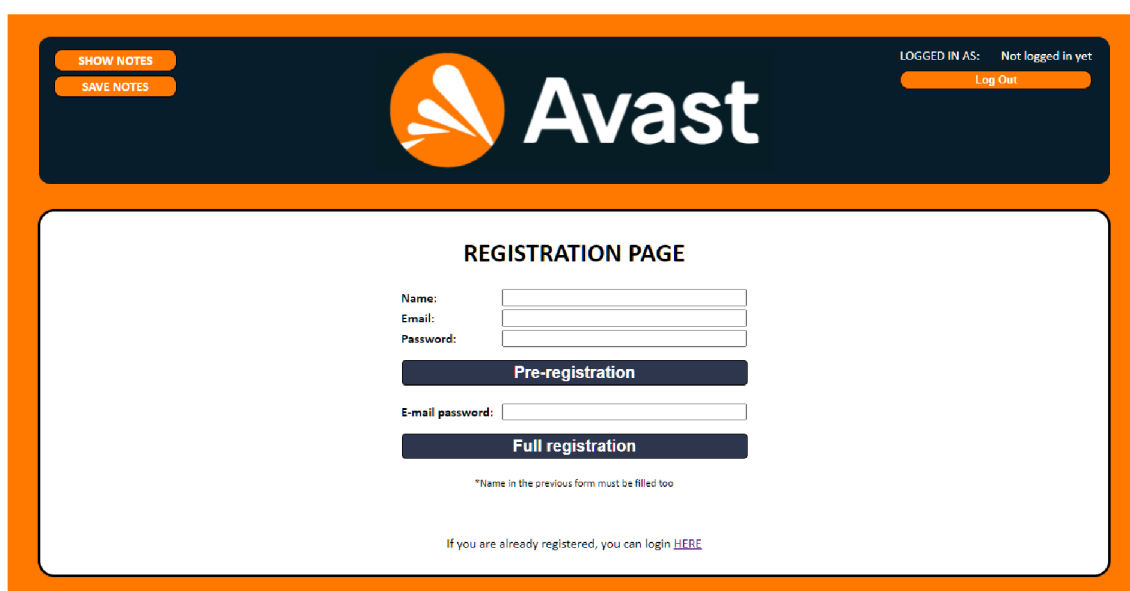 SHOW NOTES
SAVE NOTES
Avast
LOGGED IN AS: Not logged in yet
Log Out
REGISTRATION PAGE
Name:
Email:
Password:
Pre-registration
E-mail password:
Full registration
*Name in the previous form must be filled too
If you are already registered, you can login HERE